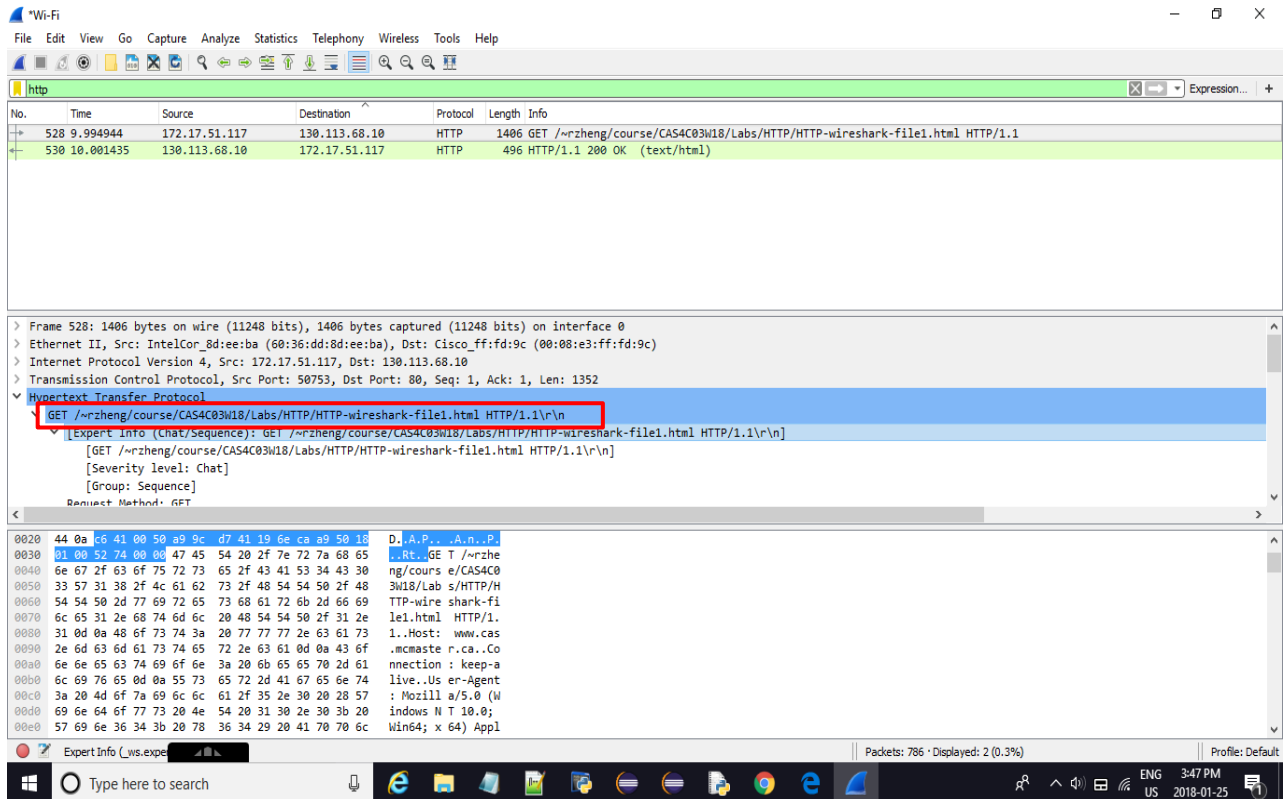 *Wi-Fi
File Edit View Go Capture Analyze Statistics Telephony Wireless Tools Help
http Expression... +
No. Time Source Destination Protocol Length Info
528 9.994944 172.17.51.117 130.113.68.10 HTTP 1406 GET /~rzheng/course/CAS4C03W18/Labs/HTTP/HTTP-wireshark-file1.html HTTP/1.1
530 10.001435 130.113.68.10 172.17.51.117 HTTP 496 HTTP/1.1 200 OK (text/html)
Frame 528: 1406 bytes on wire (11248 bits), 1406 bytes captured (11248 bits) on interface 0
Ethernet II, Src: IntelCor_8d:ee:ba (60:36:dd:8d:ee:ba), Dst: Cisco_ff:fd:9c (00:08:e3:ff:fd:9c)
Internet Protocol Version 4, Src: 172.17.51.117, Dst: 130.113.68.10
Transmission Control Protocol, Src Port: 50753, Dst Port: 80, Seq: 1, Ack: 1, Len: 1352
Hypertext Transfer Protocol
GET /~rzheng/course/CAS4C03W18/Labs/HTTP/HTTP-wireshark-file1.html HTTP/1.1\r\n
[Expert Info (Chat/Sequence): GET /~rzheng/course/CAS4C03W18/Labs/HTTP/HTTP-wireshark-file1.html HTTP/1.1\r\n]
[GET /~rzheng/course/CAS4C03W18/Labs/HTTP/HTTP-wireshark-file1.html HTTP/1.1\r\n]
[Severity level: Chat]
[Group: Sequence]
Request Method: GET
0020 44 0a c6 41 00 50 a9 9c d7 41 19 6e ca a9 50 18 D..A.P.. .A.n..P.
0030 01 00 52 74 00 00 47 45 54 20 2f 7e 72 7a 68 65 ..Rt..GE T /~rzhe
0040 6e 67 2f 63 6f 75 72 73 65 2f 43 41 53 34 43 30 ng/cours e/CAS4C0
0050 33 57 31 38 2f 4c 61 62 73 2f 48 54 54 50 2f 48 3W18/Lab s/HTTP/H
0060 54 54 50 2d 77 69 72 65 73 68 61 72 6b 2d 66 69 TTP-wire shark-fi
0070 6c 65 31 2e 68 74 6d 6c 20 48 54 54 50 2f 31 2e le1.html HTTP/1.
0080 31 0d 0a 48 6f 73 74 3a 20 77 77 77 2e 63 61 73 1..Host: www.cas
0090 2e 6d 63 6d 61 73 74 65 72 2e 63 61 0d 0a 43 6f .mcmaste r.ca..Co
00a0 6e 6e 65 63 74 69 6f 6e 3a 20 6b 65 65 70 2d 61 nnection : keep-a
00b0 6c 69 76 65 0d 0a 55 73 65 72 2d 41 67 65 6e 74 live..Us er-Agent
00c0 3a 20 4d 6f 7a 69 6c 6c 61 2f 35 2e 30 20 28 57 : Mozill a/5.0 (W
00d0 69 6e 64 6f 77 73 20 4e 54 20 31 30 2e 30 3b 20 indows N T 10.0;
00e0 57 69 6e 36 34 3b 20 78 36 34 29 20 41 70 70 6c Win64; x 64) Appl
Expert Info (_ws.expe Packets: 786 · Displayed: 2 (0.3%) Profile: Default
Type here to search ENG 3:47 PM
US 2018-01-25